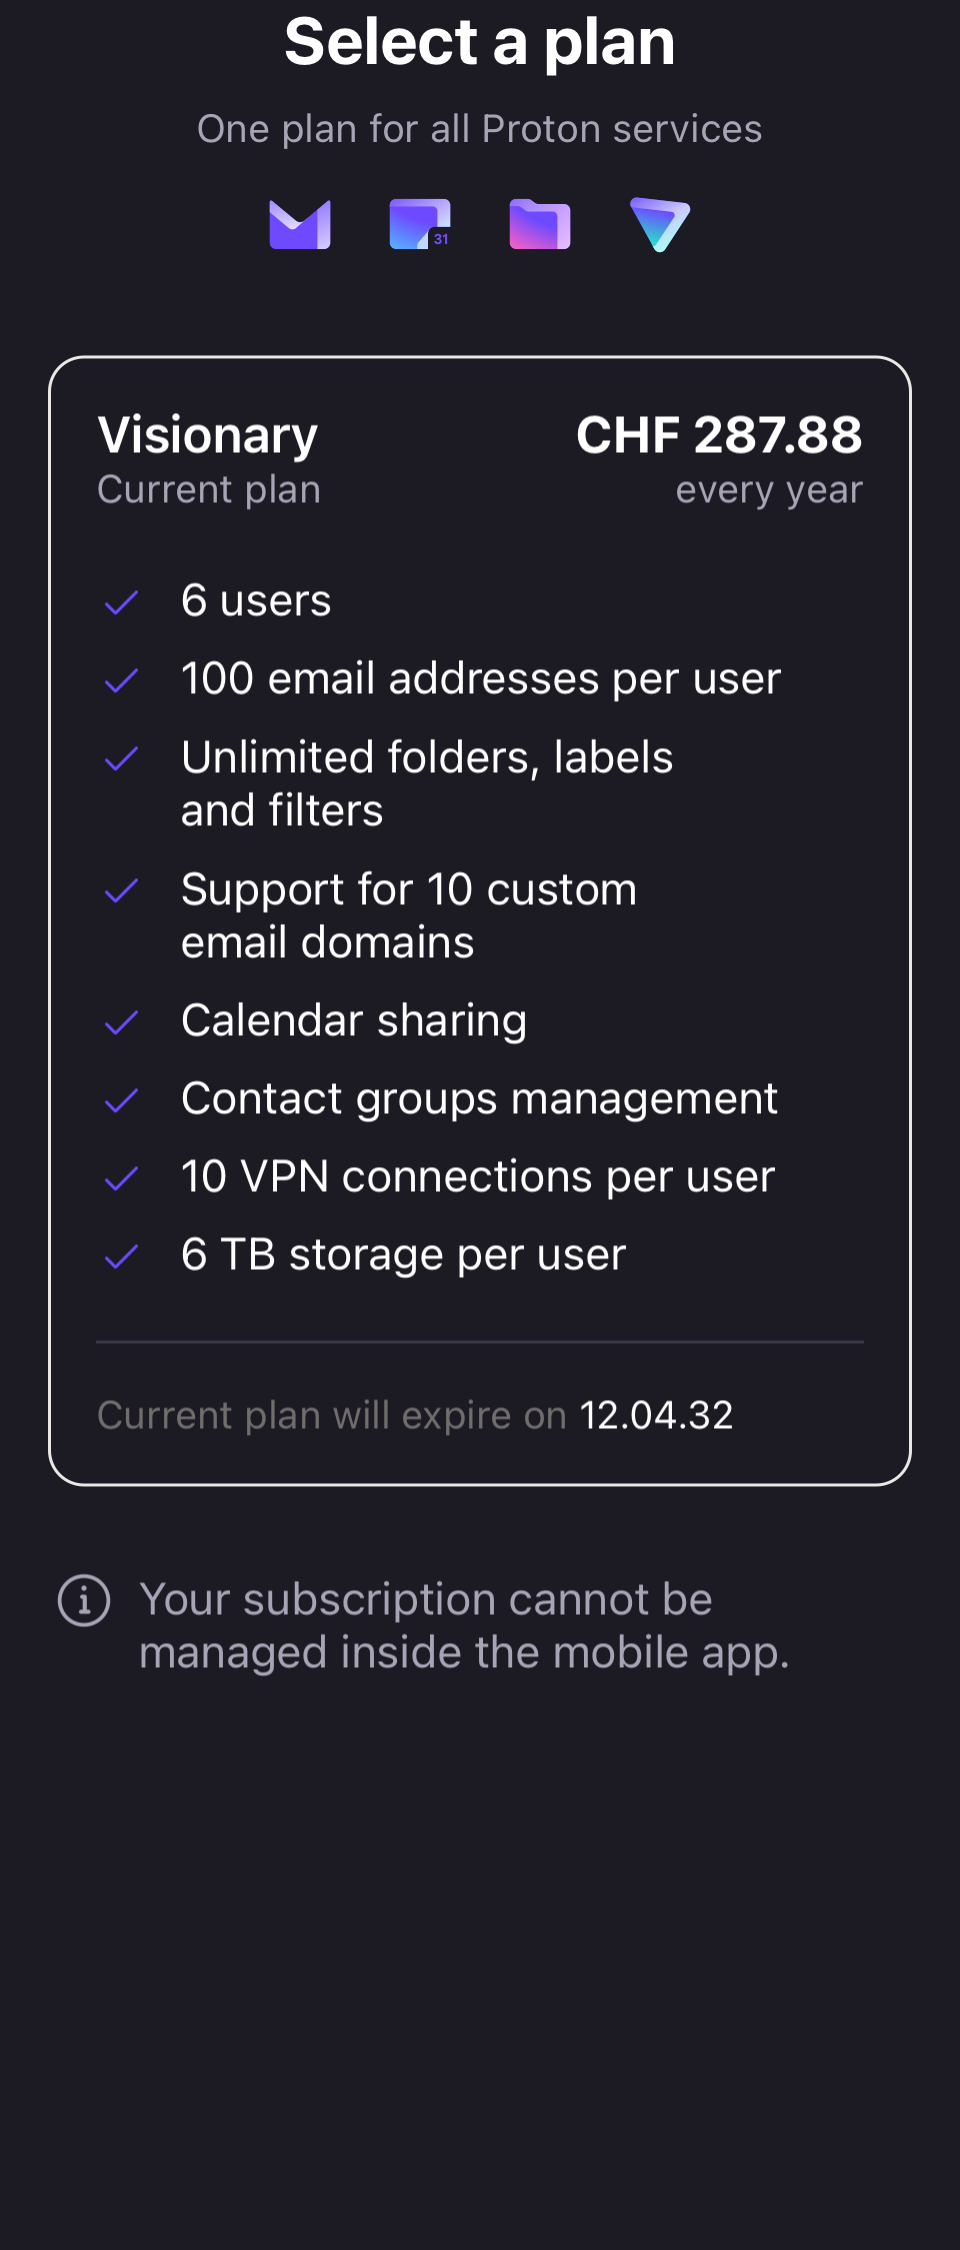 Select a plan
One plan for all Proton services
31
Visionary
CHF 287.88
Current plan
every year
6 users
100 email addresses per user
Unlimited folders, labels
and filters
Support for 10 custom
email domains
Calendar sharing
Contact groups management
10 VPN connections per user
6 TB storage per user
Current plan will expire on 12.04.32
Your subscription cannot be
managed inside the mobile app.